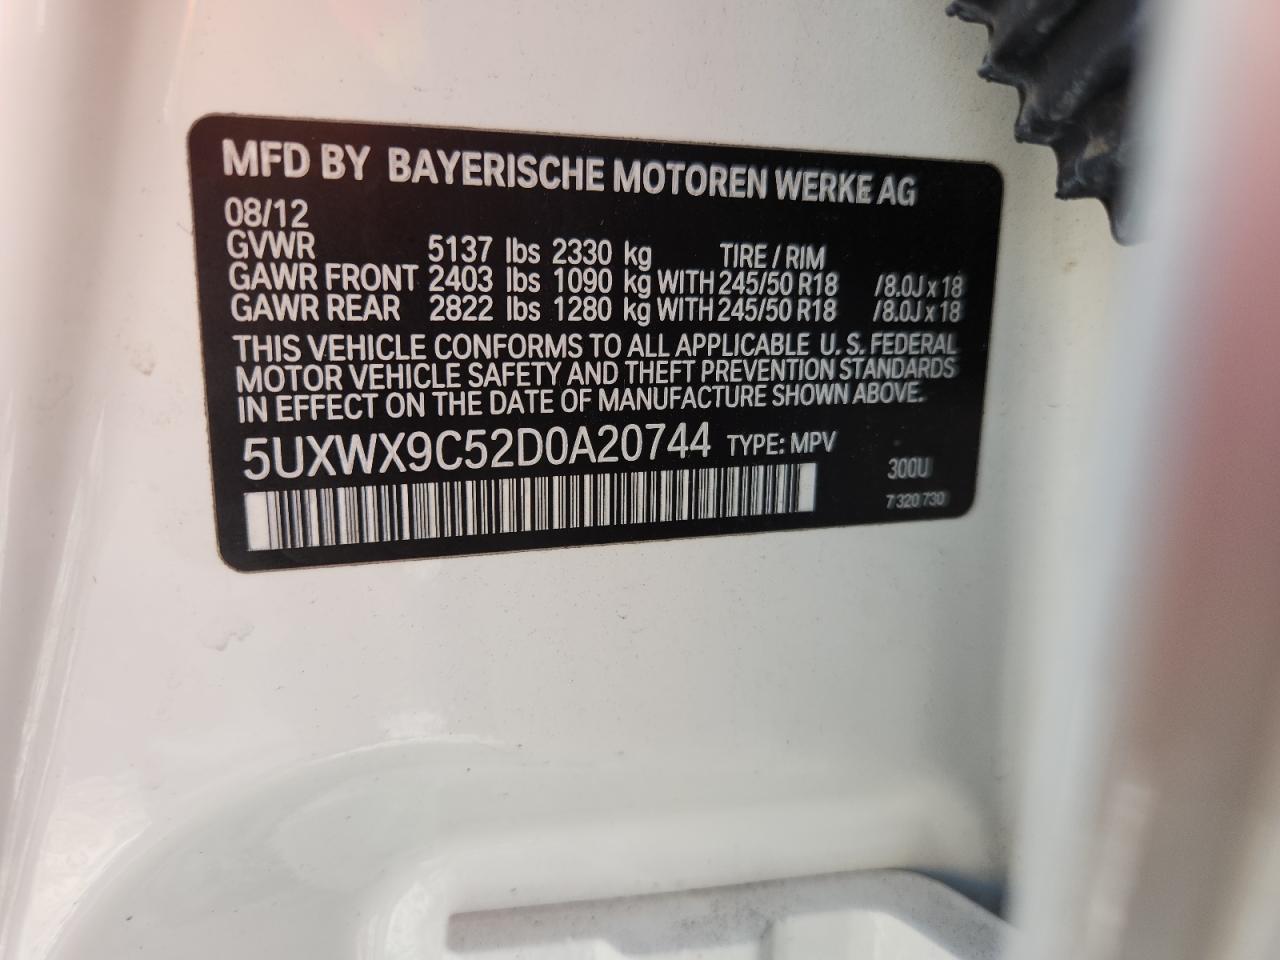 MFD BY BAYERISCHE MOTOREN WERKE AG
08/12
GVWR 5137 lbs 2330 kg TIRE / RIM
GAWR FRONT 2403 lbs 1090 kg WITH 245/50 R18 /8.0J x 18
GAWR REAR 2822 lbs 1280 kg WITH 245/50 R18 /8.0J x 18
THIS VEHICLE CONFORMS TO ALL APPLICABLE U. S. FEDERAL
MOTOR VEHICLE SAFETY AND THEFT PREVENTION STANDARDS
IN EFFECT ON THE DATE OF MANUFACTURE SHOWN ABOVE.
5UXWX9C52D0A20744 TYPE: MPV
300U
7 320 730